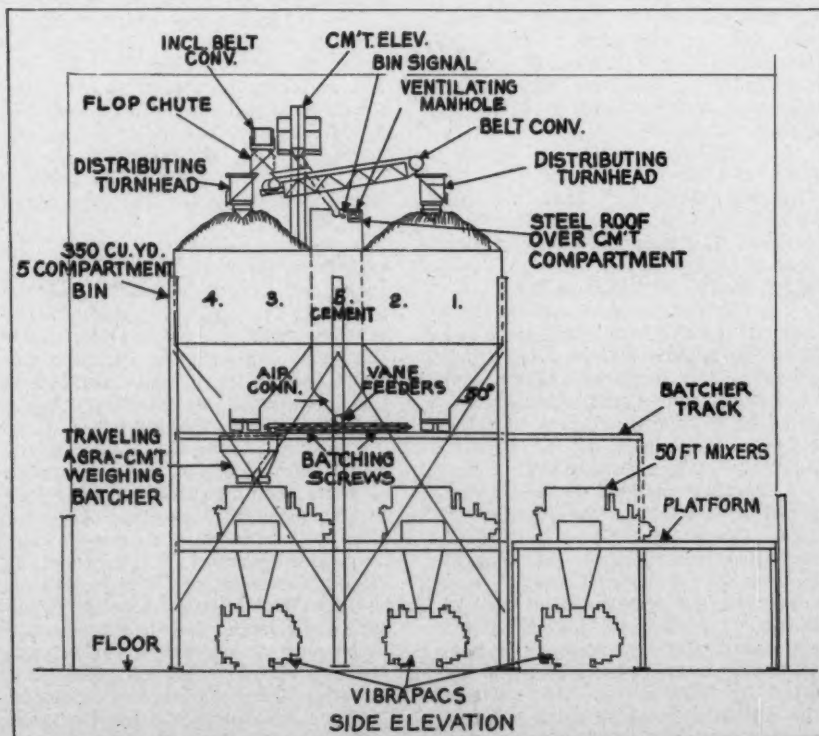 INCL. BELT
CONV.
CM'T. ELEV.
BIN SIGNAL
VENTILATING
MANHOLE
FLOP CHUTE
BELT CONV.
DISTRIBUTING
TURNHEAD
DISTRIBUTING
TURNHEAD
STEEL ROOF
OVER CM'T
COMPARTMENT
350 CU.YD.
5 COMPARTMENT
BIN
4. 3. 5. 2. 1.
CEMENT
AIR
CONN.
VANE
FEEDERS
50°
BATCHER
TRACK
TRAVELING
AGRA-CM'T
WEIGHING
BATCHER
BATCHING
SCREWS
50 FT MIXERS
PLATFORM
FLOOR
VIBRAPACS
SIDE ELEVATION